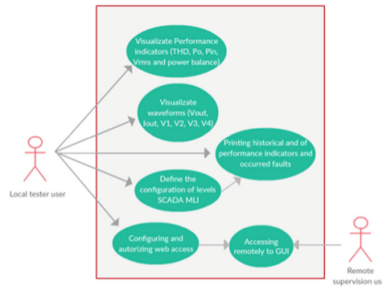 Visualizate Performance
indicators (THD, Po, Pin,
Vrms and power balance)
Visualizate
waveforms (Vout,
Iout, V1, V2, V3, V4)
Printing historical and of
performance indicators and
occurred faults
Define the
configuration of levels
SCADA MLI
Configuring and
autorizing web access
Accessing
remotely to GUI
Local tester user
Remote
supervision us